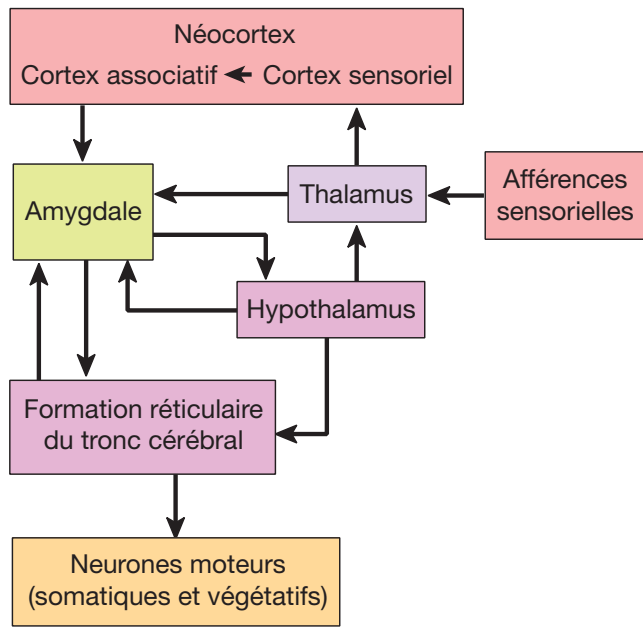 Néocortex
Cortex associatif
Cortex sensoriel
Amygdale
Thalamus
Afférences
sensorielles
Hypothalamus
Formation réticulaire
du tronc cérébral
Neurones moteurs
(somatiques et végétatifs)